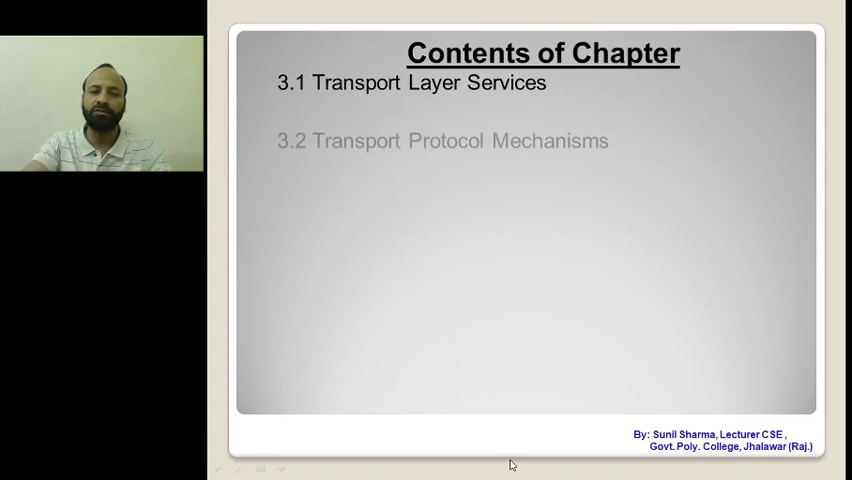 Contents of Chapter
3.1 Transport Layer Services
3.2 Transport Protocol Mechanisms
By: Sunil Sharma, Lecturer CSE ,
Govt. Poly. College, Jhalawar (Raj.)